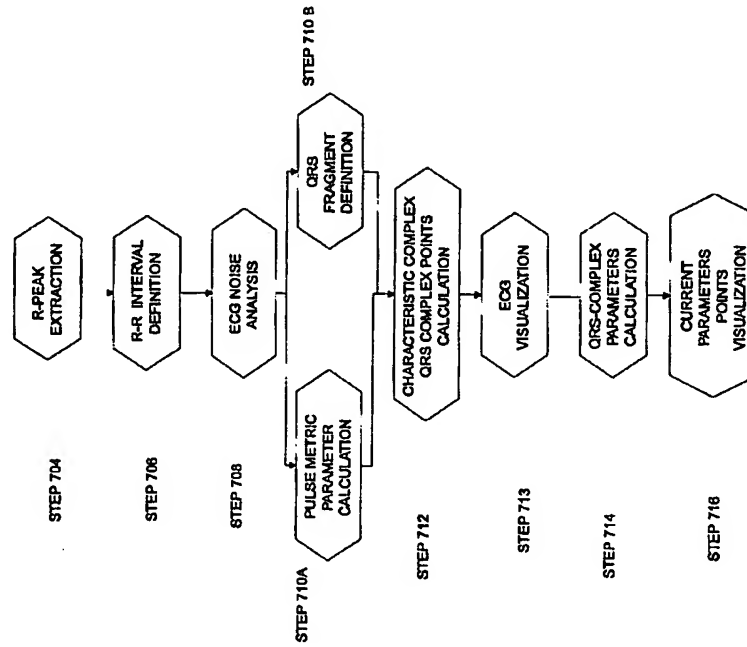 STEP 704
R-PEAK
EXTRACTION
STEP 706
R-R INTERVAL
DEFINITION
STEP 708
ECG NOISE
ANALYSIS
STEP 710A
PULSE METRIC
PARAMETER
CALCULATION
STEP 710 B
QRS
FRAGMENT
DEFINITION
STEP 712
CHARACTERISTIC COMPLEX
QRS COMPLEX POINTS
CALCULATION
STEP 713
ECG
VISUALIZATION
STEP 714
QRS-COMPLEX
PARAMETERS
CALCULATION
STEP 716
CURRENT
PARAMETERS
POINTS
VISUALIZATION